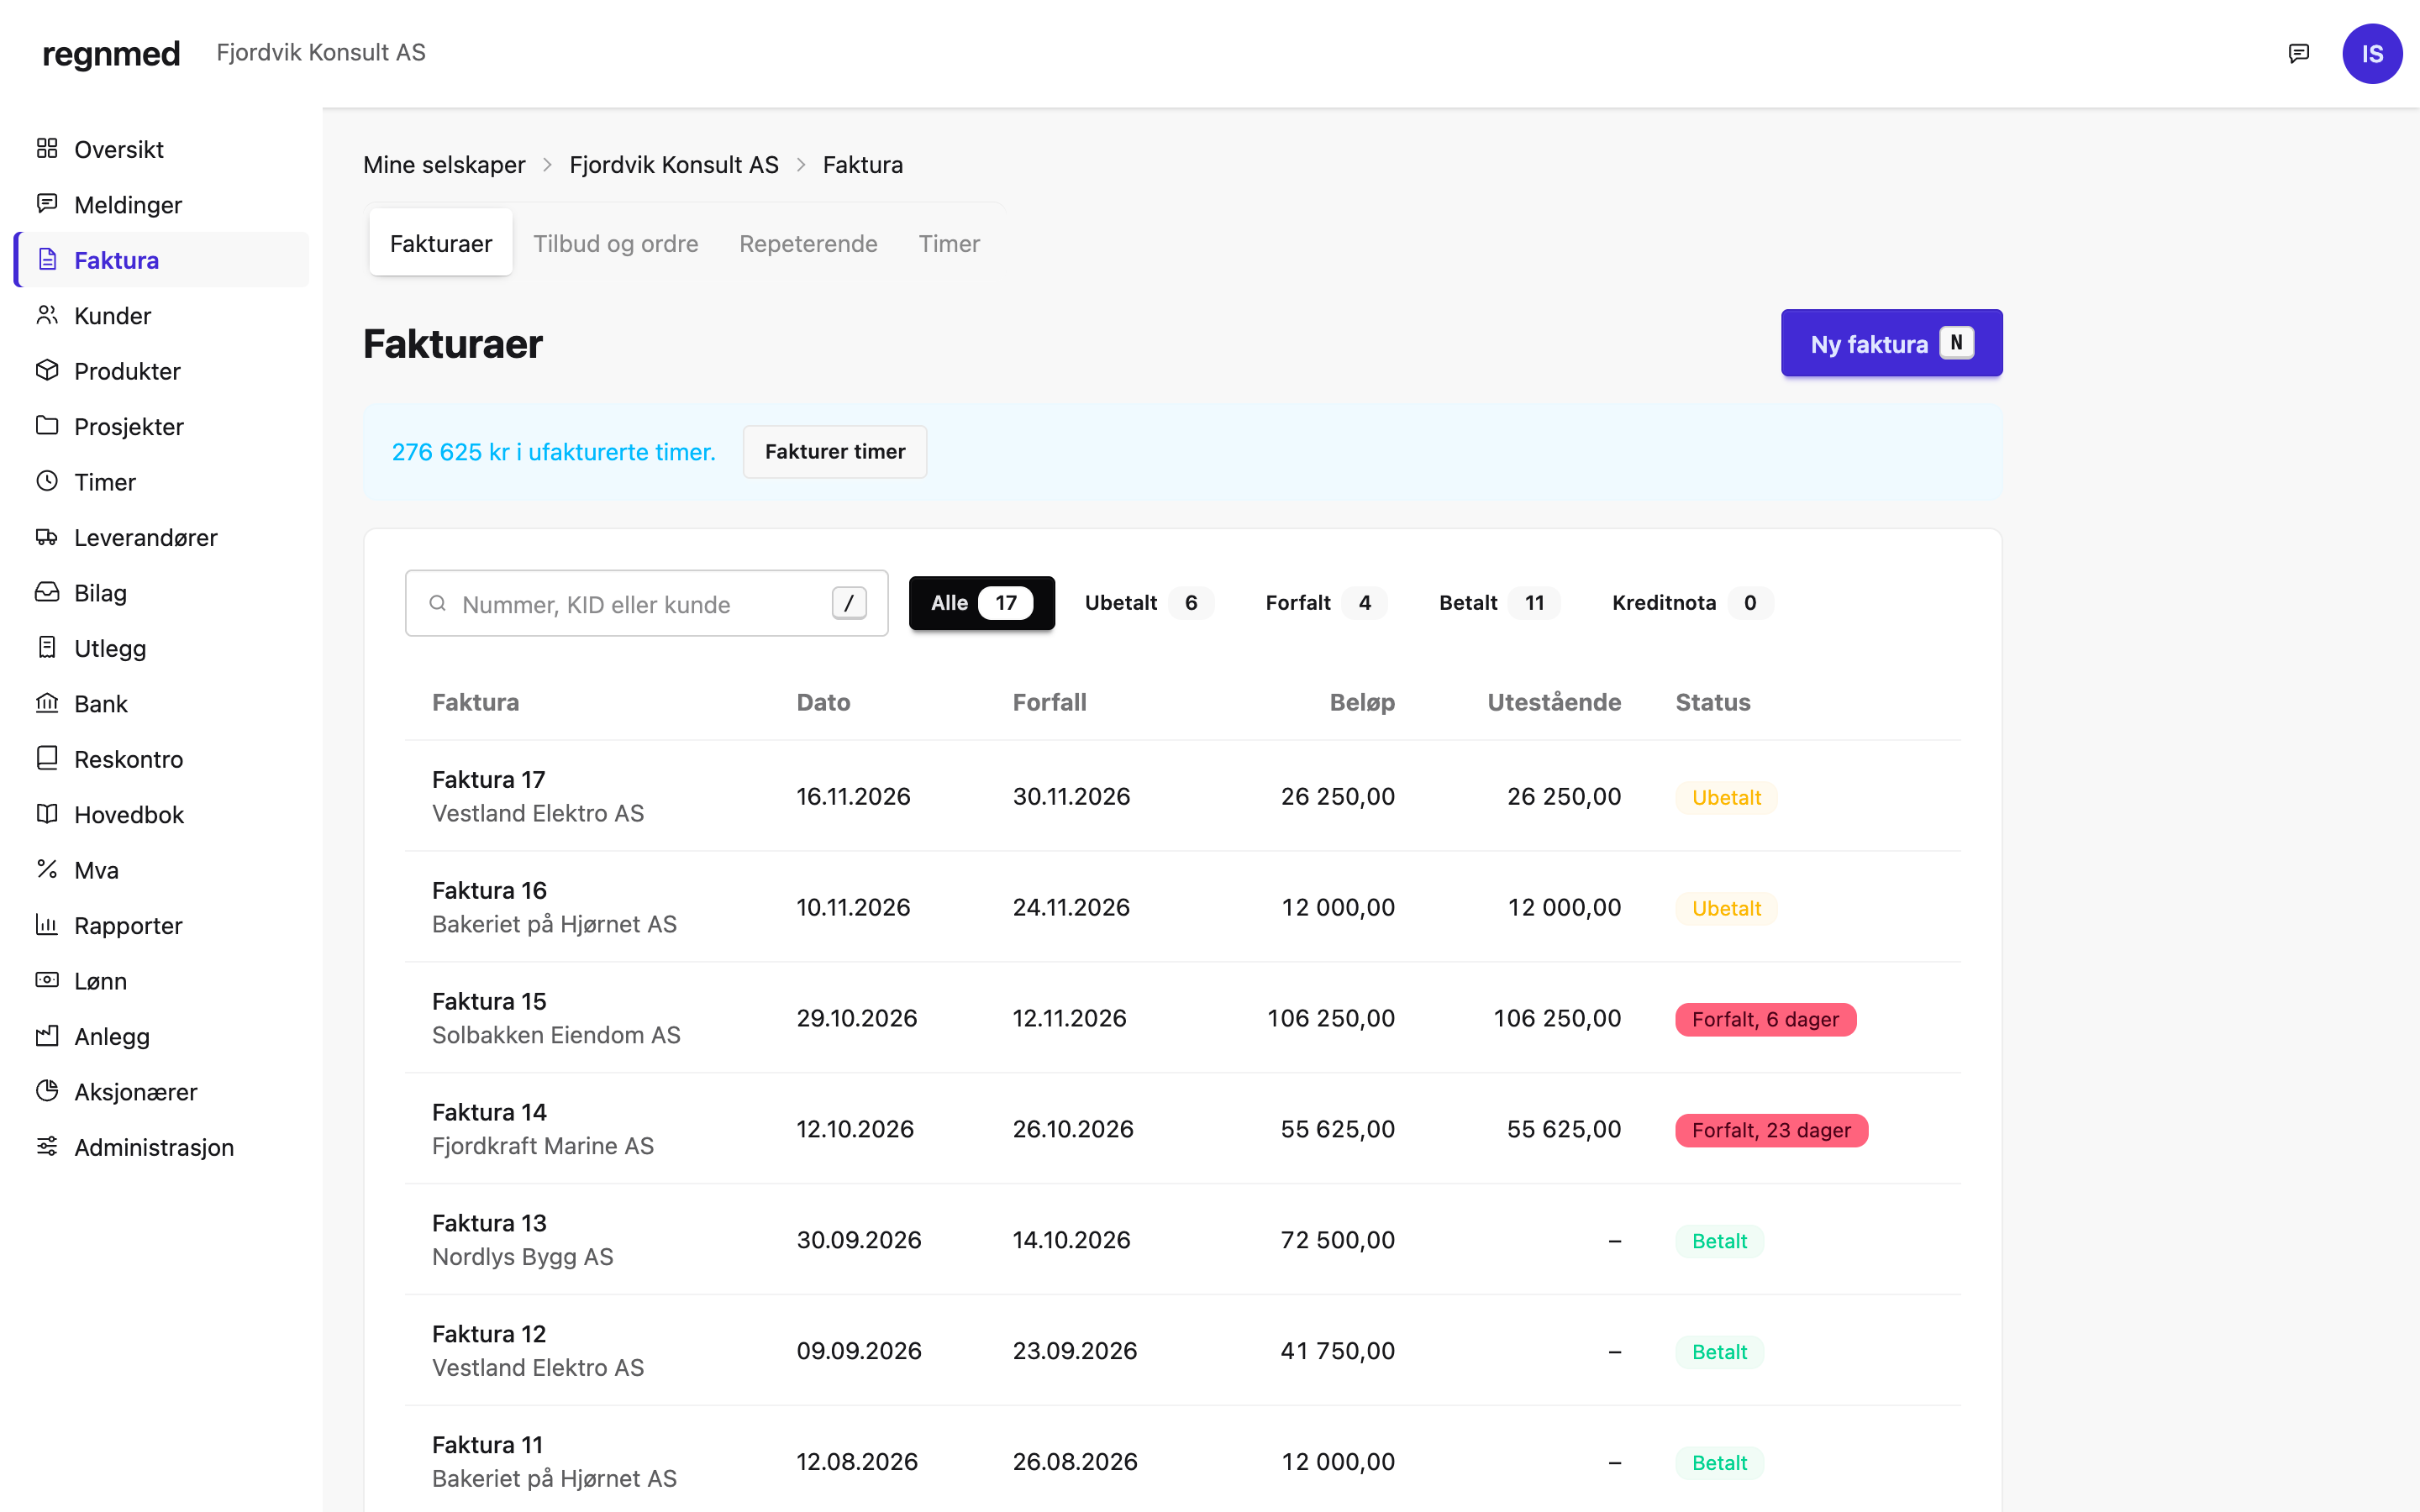 regnmed
Fjordvik Konsult AS
IS
Oversikt
Meldinger
Faktura
Kunder
Produkter
Prosjekter
Timer
Leverandører
Bilag
Utlegg
Bank
Reskontro
Hovedbok
Mva
Rapporter
Lønn
Anlegg
Aksjonærer
Administrasjon
Mine selskaper > Fjordvik Konsult AS > Faktura
Fakturaer Tilbud og ordre Repeterende Timer
Fakturaer
Ny faktura N
276 625 kr i ufakturerte timer. Fakturer timer
Nummer, KID eller kunde / Alle 17 Ubetalt 6 Forfalt 4 Betalt 11 Kreditnota 0
Faktura Dato Forfall Beløp Utestående Status
Faktura 17
Vestland Elektro AS
16.11.2026 30.11.2026 26 250,00 26 250,00 Ubetalt
Faktura 16
Bakeriet på Hjørnet AS
10.11.2026 24.11.2026 12 000,00 12 000,00 Ubetalt
Faktura 15
Solbakken Eiendom AS
29.10.2026 12.11.2026 106 250,00 106 250,00 Forfalt, 6 dager
Faktura 14
Fjordkraft Marine AS
12.10.2026 26.10.2026 55 625,00 55 625,00 Forfalt, 23 dager
Faktura 13
Nordlys Bygg AS
30.09.2026 14.10.2026 72 500,00 – Betalt
Faktura 12
Vestland Elektro AS
09.09.2026 23.09.2026 41 750,00 – Betalt
Faktura 11
Bakeriet på Hjørnet AS
12.08.2026 26.08.2026 12 000,00 – Betalt